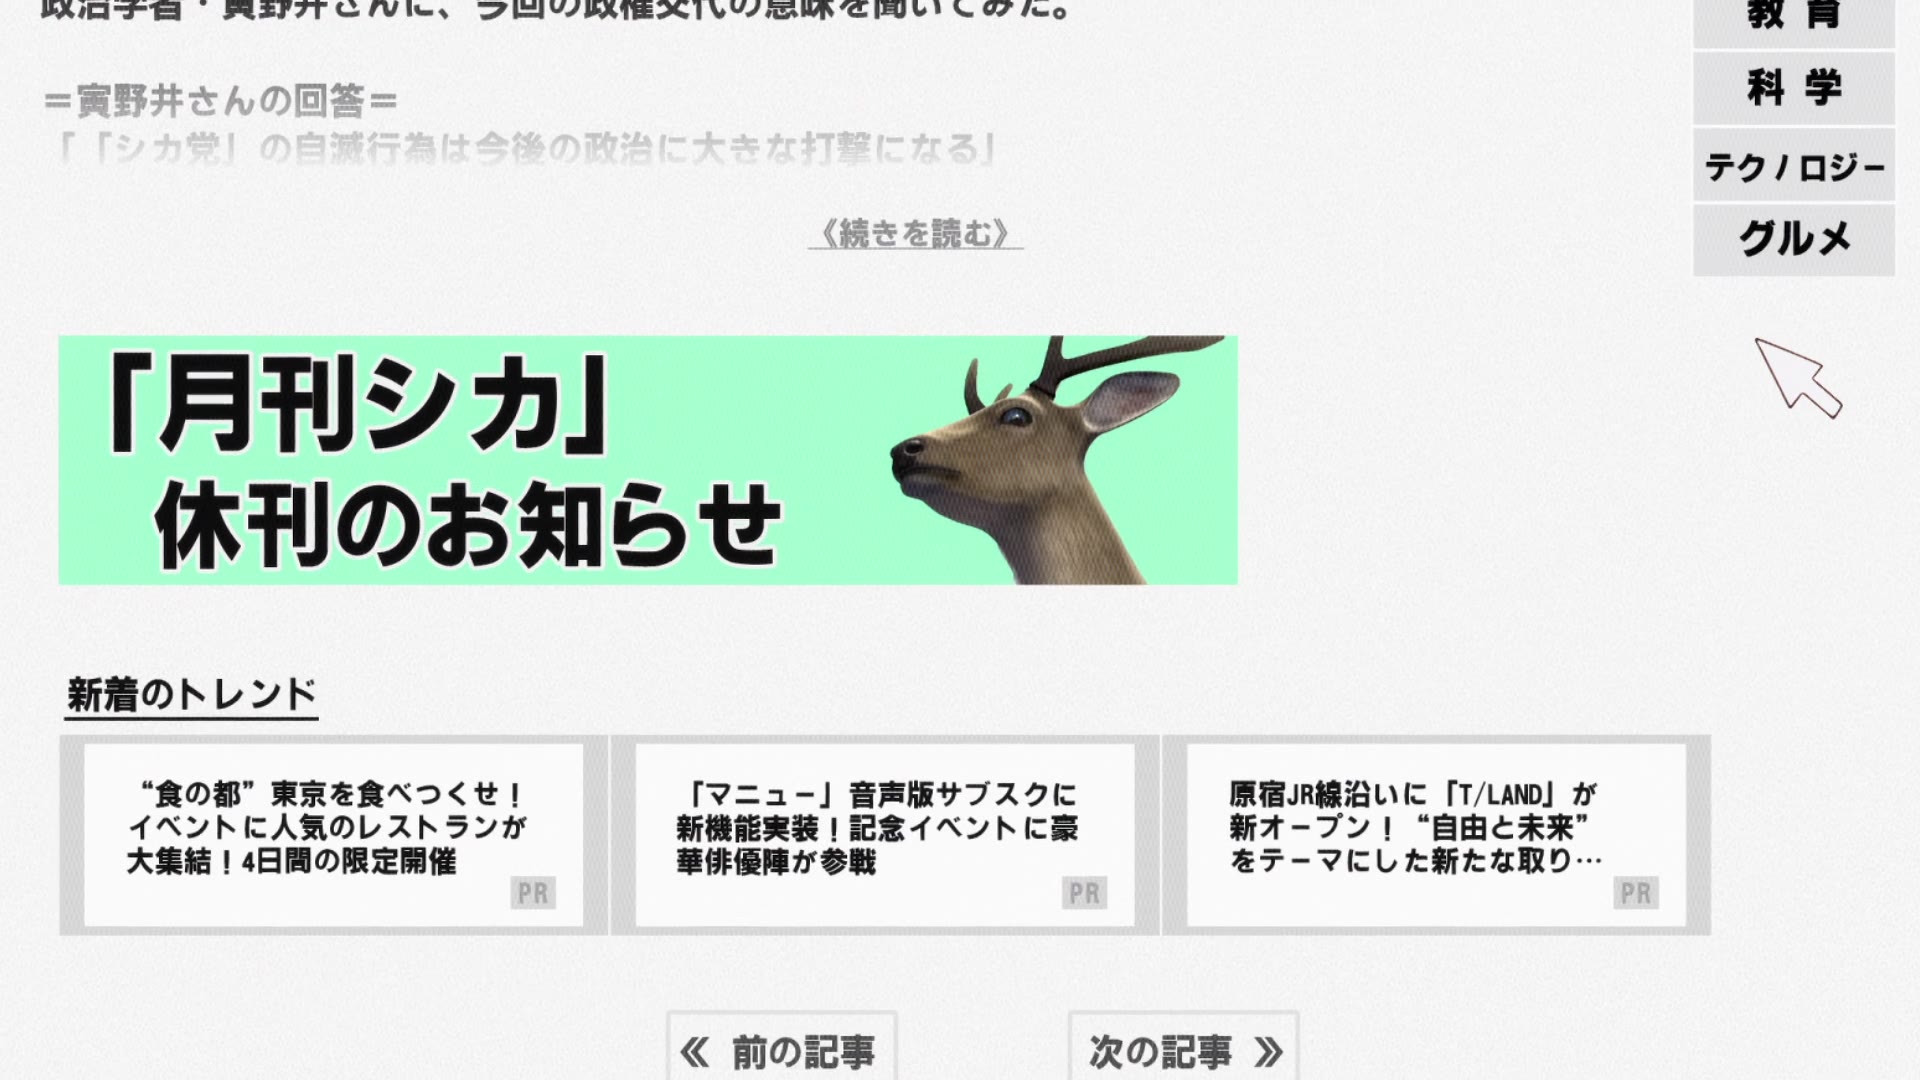 政治学者・寅野井さんに、今回の政権交代の意味を聞いてみた。
＝寅野井さんの回答＝
「「シカ党」の自滅行為は今後の政治に大きな打撃になる」
《続きを読む》
教育
科学
テクノロジー
グルメ
「月刊シカ」
休刊のお知らせ
新着のトレンド
“食の都”東京を食べつくせ！
イベントに人気のレストランが
大集結！4日間の限定開催
PR
「マニュー」音声版サブスクに
新機能実装！記念イベントに豪
華俳優陣が参戦
PR
原宿JR線沿いに「T/LAND」が
新オープン！“自由と未来”
をテーマにした新たな取り…
PR
《 前の記事
次の記事 》